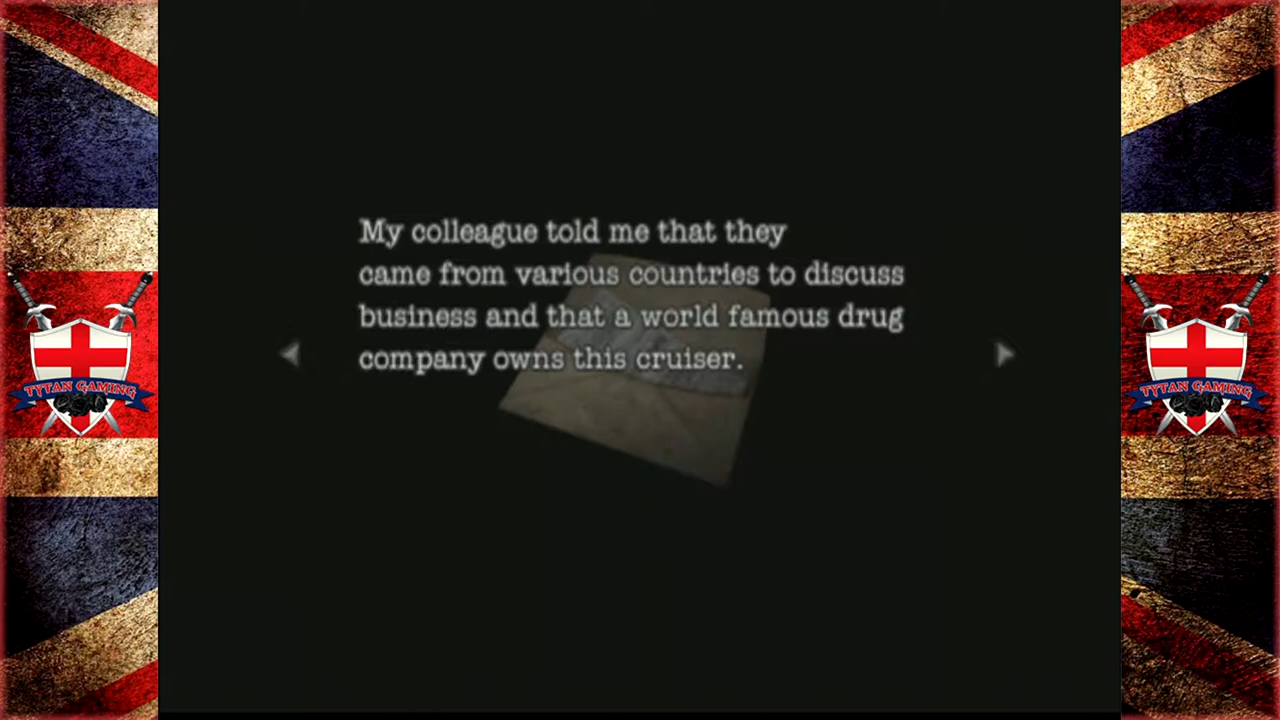 My colleague told me that they
came from various countries to discuss
business and that a world famous drug
company owns this cruiser.
TYTAN GAMING
TYTAN GAMING